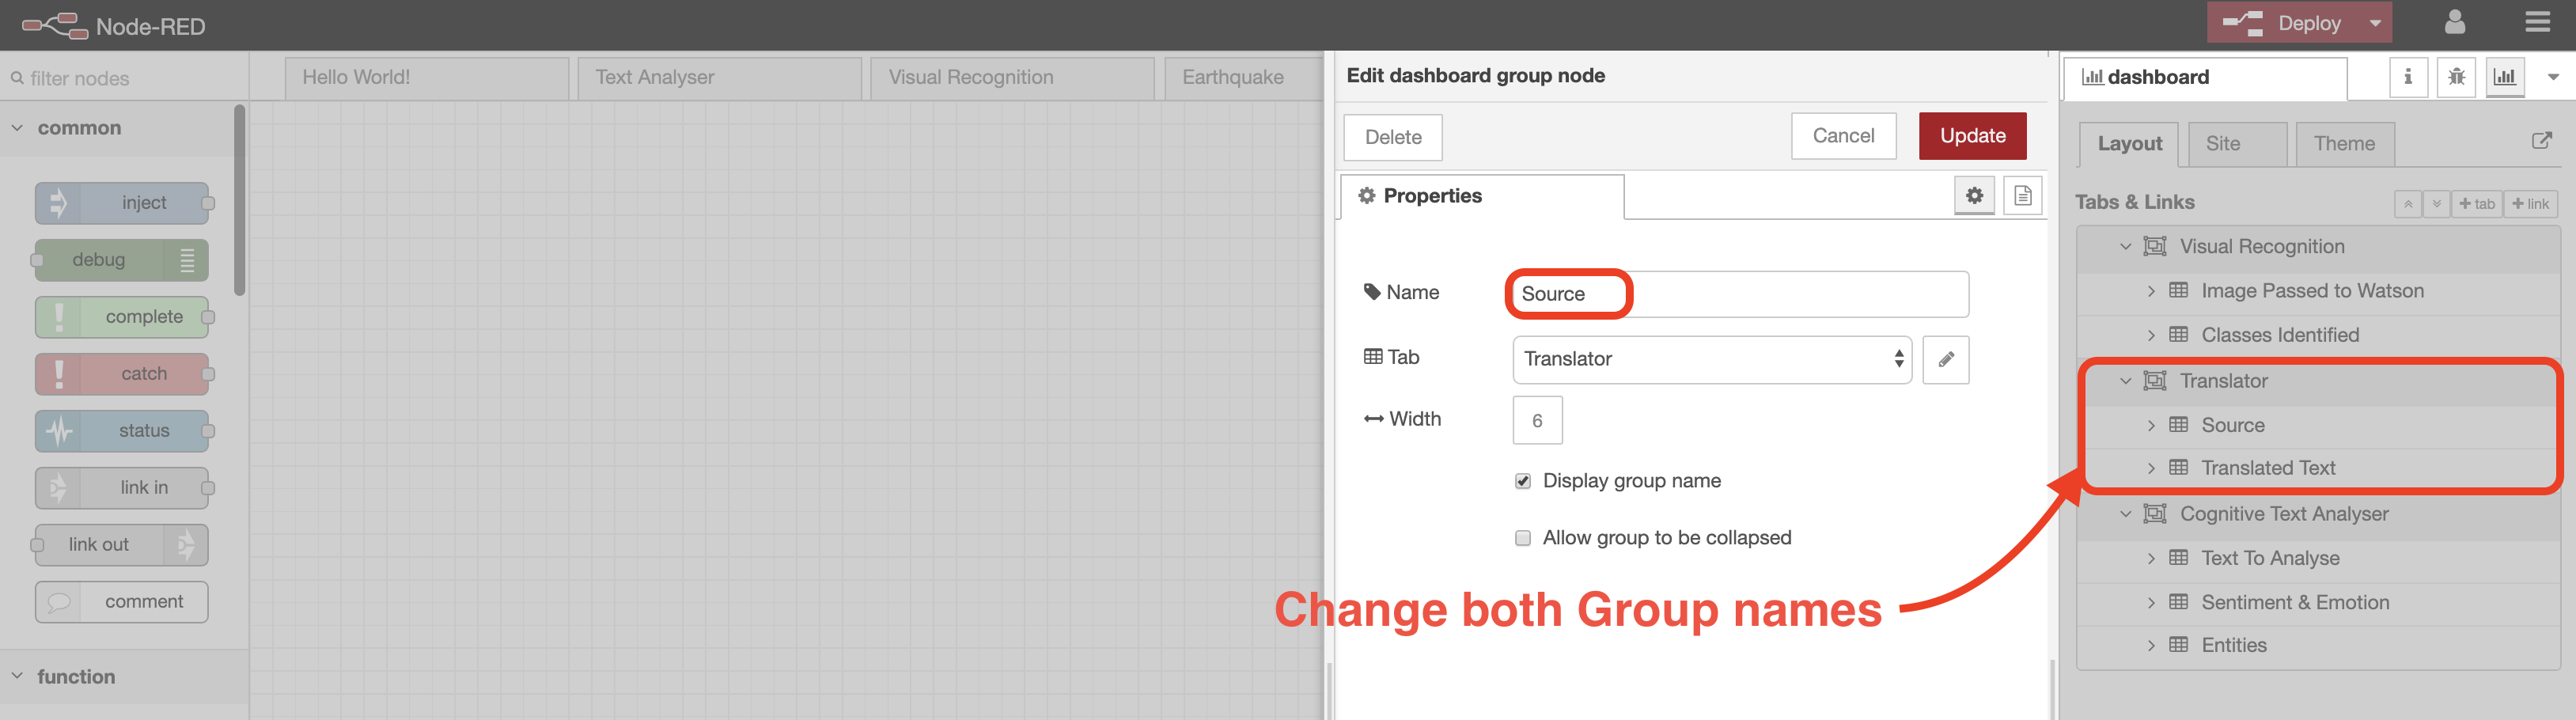 Node-RED
Deploy
filter nodes
Hello World!
Text Analyser
Visual Recognition
Earthquake
common
inject
debug
complete
catch
status
link in
link out
comment
function
Edit dashboard group node
Delete
Cancel
Update
Properties
Name
Source
Tab
Translator
Width
6
Display group name
Allow group to be collapsed
Change both Group names
dashboard
Layout
Site
Theme
Tabs & Links
+ tab
+ link
Visual Recognition
Image Passed to Watson
Classes Identified
Translator
Source
Translated Text
Cognitive Text Analyser
Text To Analyse
Sentiment & Emotion
Entities